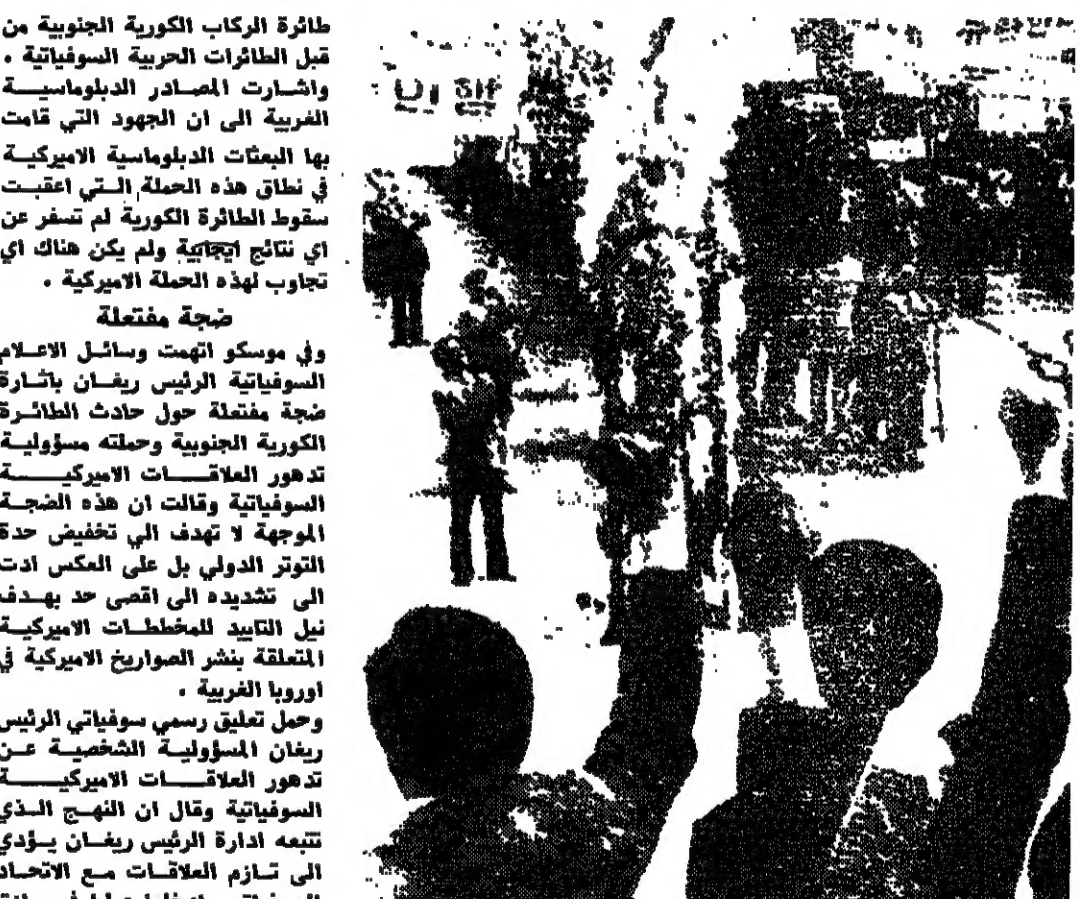 طائرة الركاب الكورية الجنوبية من
قبل الطائرات الحربية السوفياتية .
واشارت المصادر الدبلوماسية
الغربية الى ان الجهود التي قامت
بها البعثات الدبلوماسية الاميركية
في نطاق هذه الحملة التي اعقبت
سقوط الطائرة الكورية لم تسفر عن
اي نتائج ايجابية ولم يكن هناك اي
تجاوب لهذه الحملة الاميركية .
ضجة مفتعلة
وفي موسكو اتهمت وسائل الاعلام
السوفياتية الرئيس ريغان باثارة
ضجة مفتعلة حول حادث الطائرة
الكورية الجنوبية وحملته مسؤولية
تدهور العلاقات الاميركية
السوفياتية وقالت ان هذه الضجة
الموجهة لا تهدف الي تخفيض حدة
التوتر الدولي بل على العكس ادت
الى تشديده الى اقصى حد بهدف
نيل التاييد للمخططات الاميركية
المتعلقة بنشر الصواريخ الاميركية في
اوروبا الغربية .
وحمل تعليق رسمي سوفياتي الرئيس
ريغان المسؤولية الشخصية عن
تدهور العلاقات الاميركية
السوفياتية وقال ان النهج الذي
تتبعه ادارة الرئيس ريغان يؤدي
الى تازم العلاقات مع الاتحاد